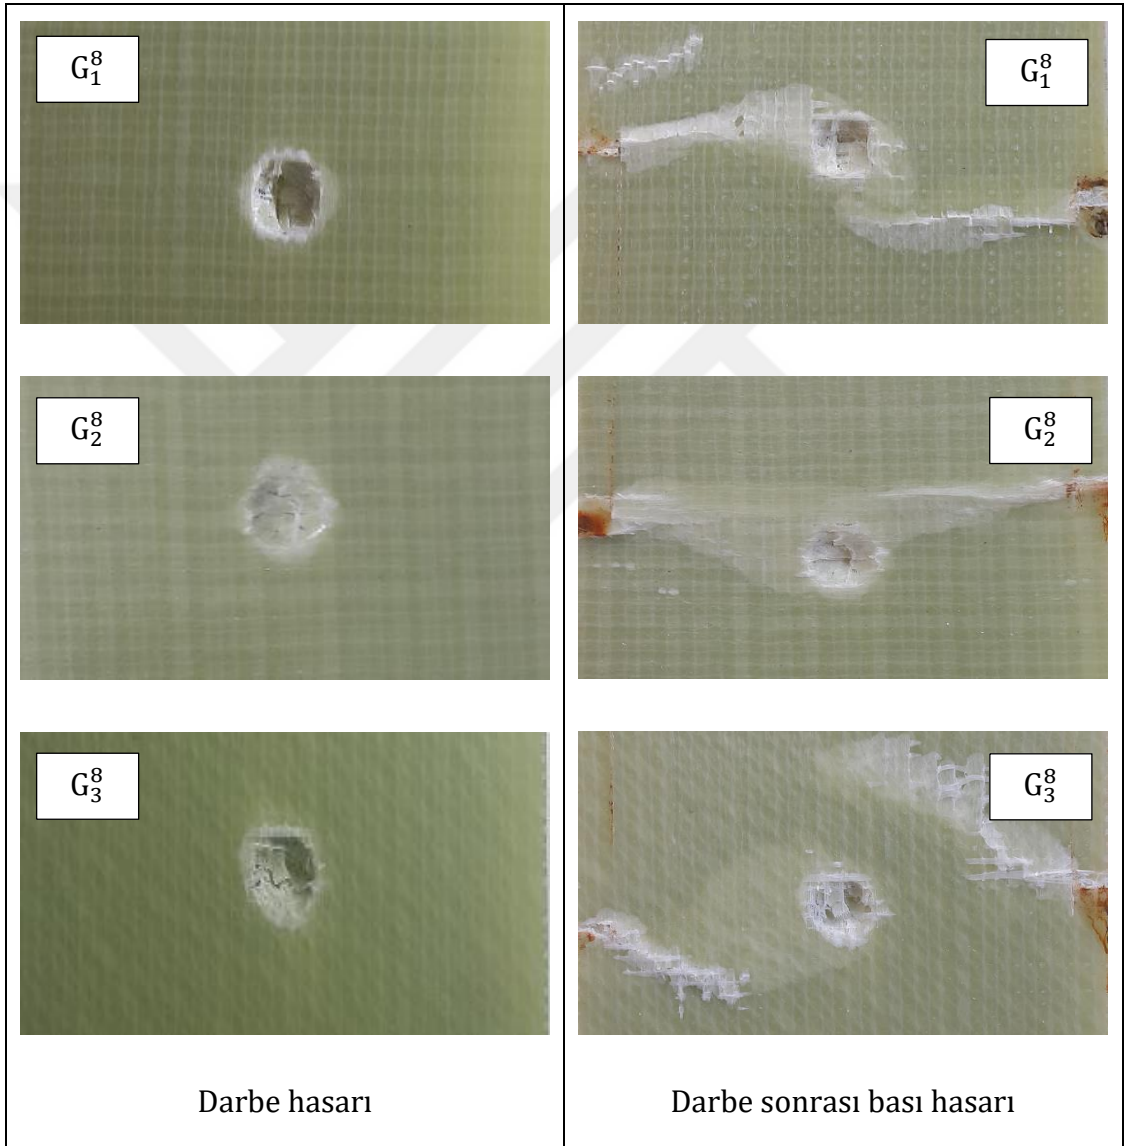 G₁⁸
G₁⁸
G₂⁸
G₂⁸
G₃⁸
G₃⁸
Darbe hasarı
Darbe sonrası bası hasarı